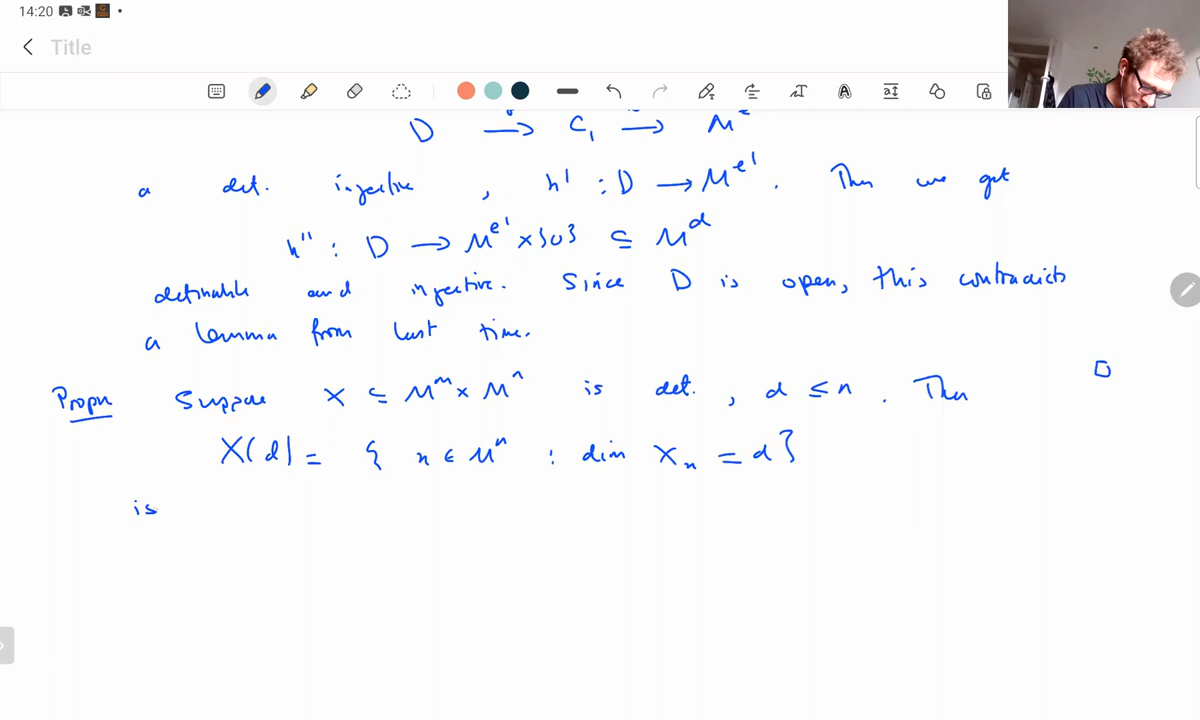 14:20
Title
D → C₁ → M
a def. injective, h' : D → M^e'. Then we get
h'' : D → M^e' × {0} ⊆ M^d
definable and injective. Since D is open, this contradicts
a lemma from last time.
□
Propn Suppose X ⊆ M^m × M^n is def., d ≤ n. Then
X(d) = { x ∈ M^n : dim X_x = d }
is